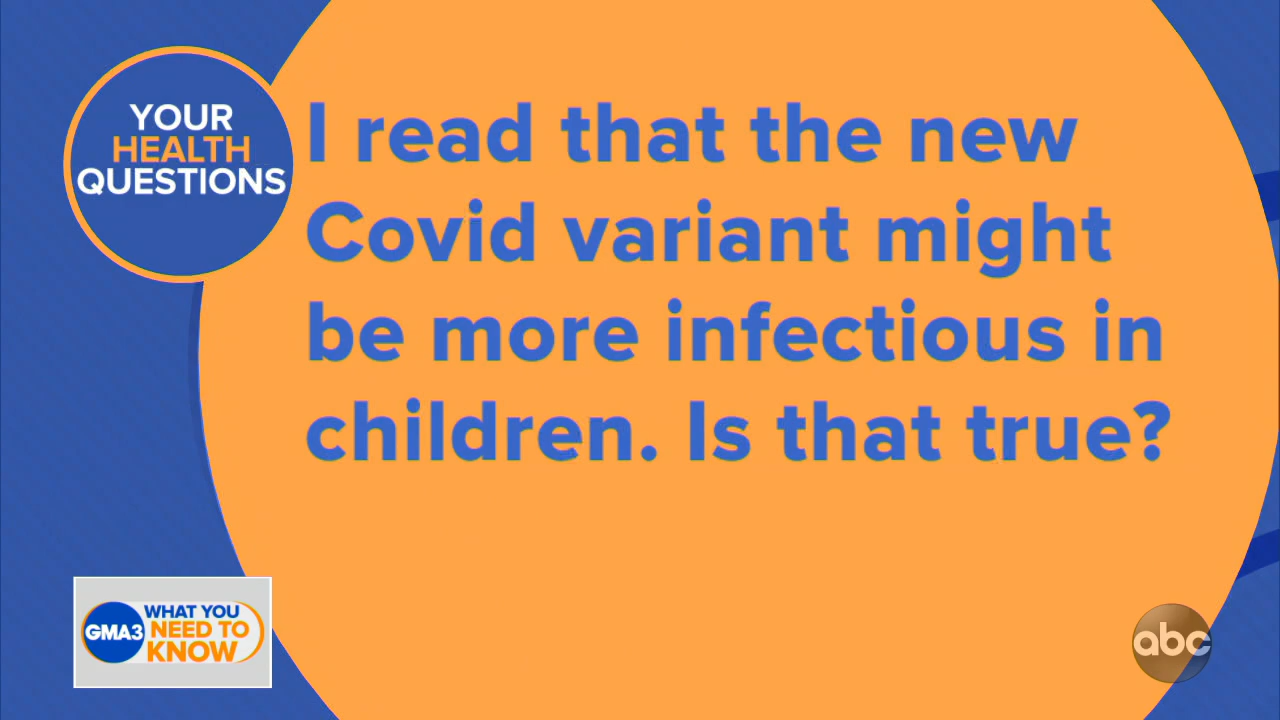 YOUR
HEALTH
QUESTIONS
I read that the new
Covid variant might
be more infectious in
children. Is that true?
GMA3
WHAT YOU
NEED TO
KNOW
abc